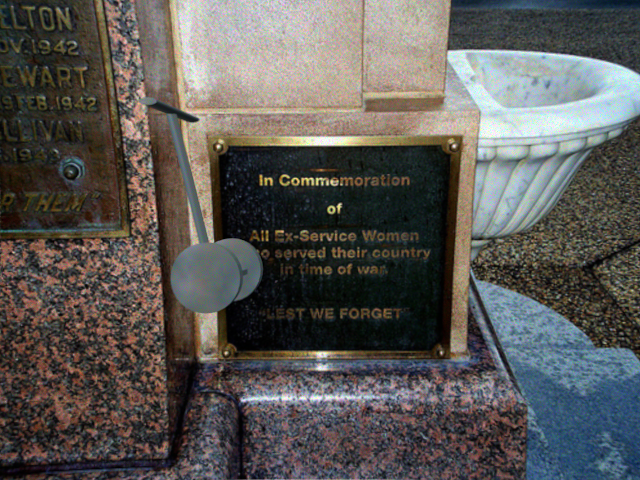 ELTON
OV. 1942
EWART
FEB. 1942
LLIVAN
THEM"
In Commemoration
of
All Ex-Service Women
served their country
in time of war.
"LEST WE FORGET"